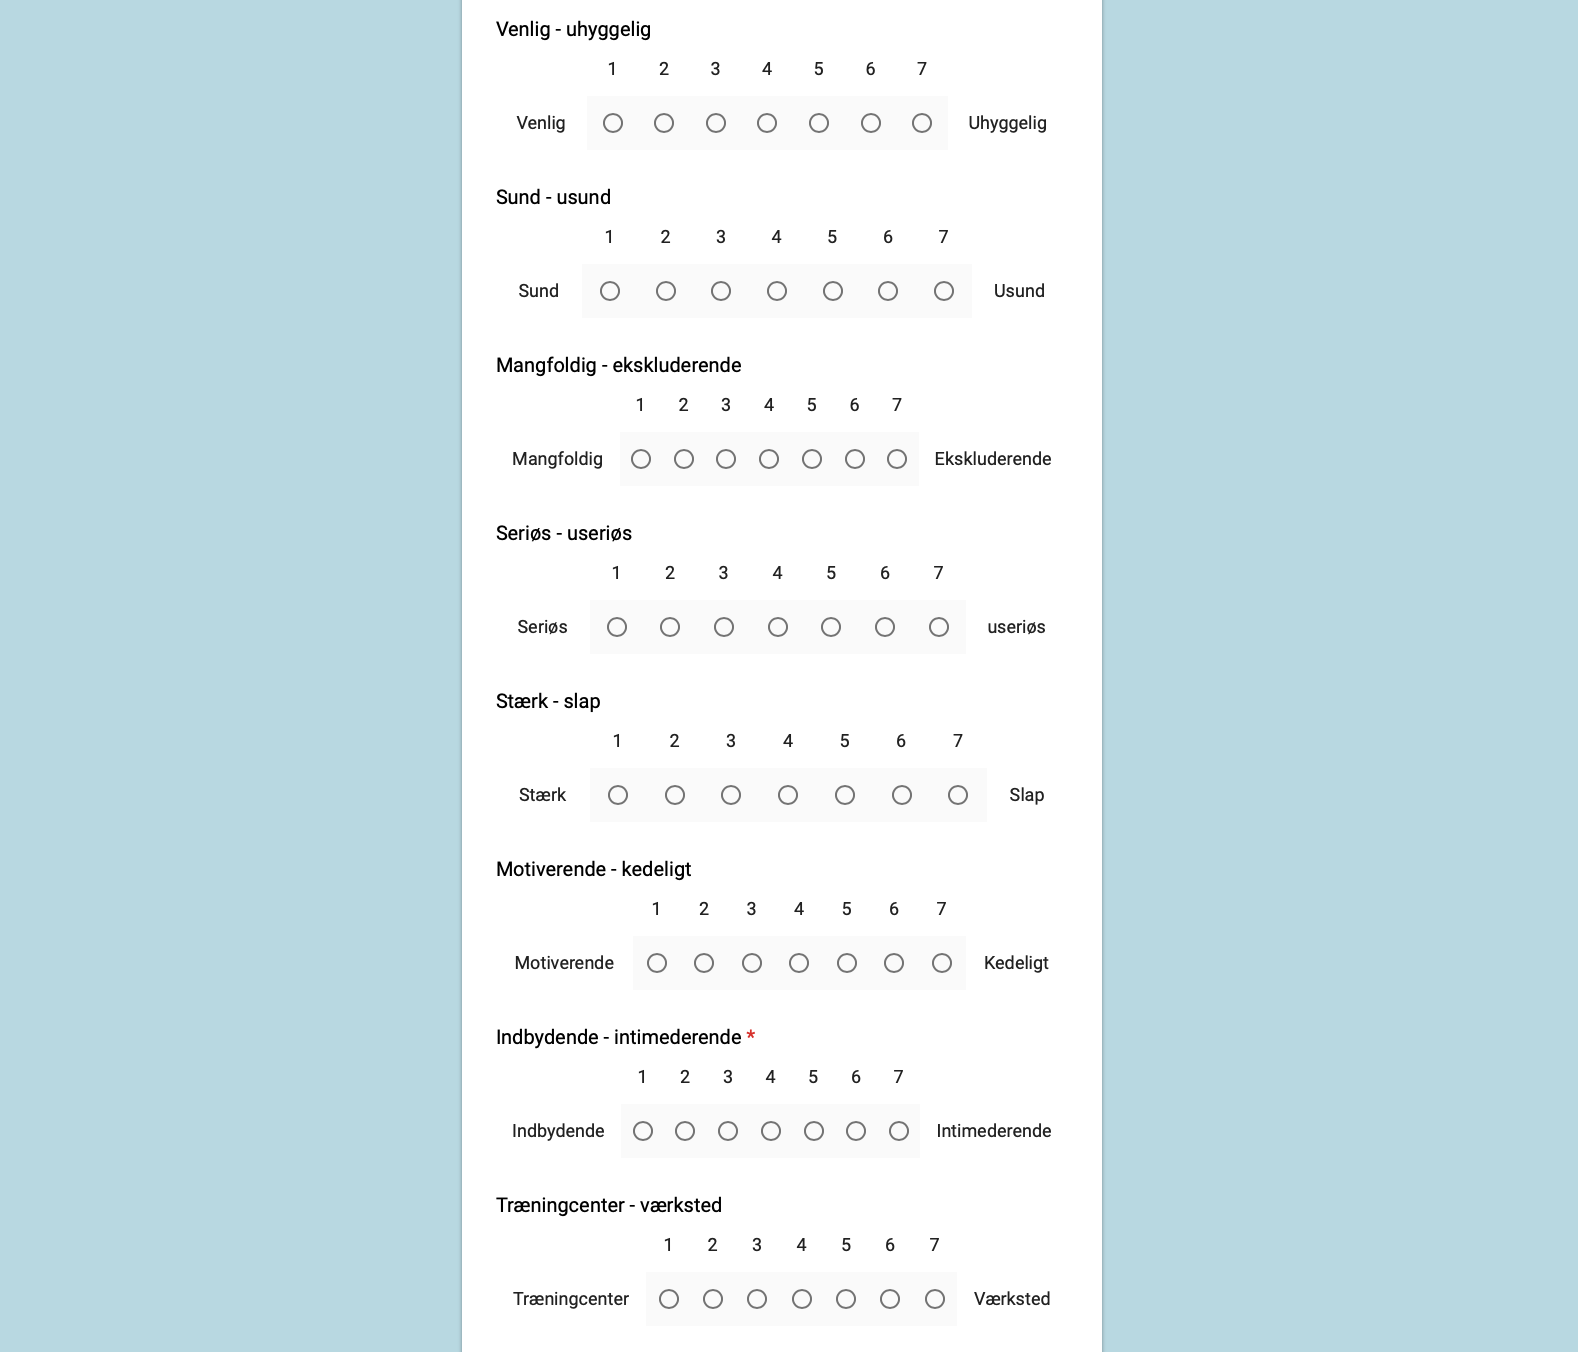 Venlig - uhyggelig
1 2 3 4 5 6 7
Venlig Uhyggelig
Sund - usund
1 2 3 4 5 6 7
Sund Usund
Mangfoldig - ekskluderende
1 2 3 4 5 6 7
Mangfoldig Ekskluderende
Seriøs - useriøs
1 2 3 4 5 6 7
Seriøs useriøs
Stærk - slap
1 2 3 4 5 6 7
Stærk Slap
Motiverende - kedeligt
1 2 3 4 5 6 7
Motiverende Kedeligt
Indbydende - intimederende *
1 2 3 4 5 6 7
Indbydende Intimederende
Træningcenter - værksted
1 2 3 4 5 6 7
Træningcenter Værksted